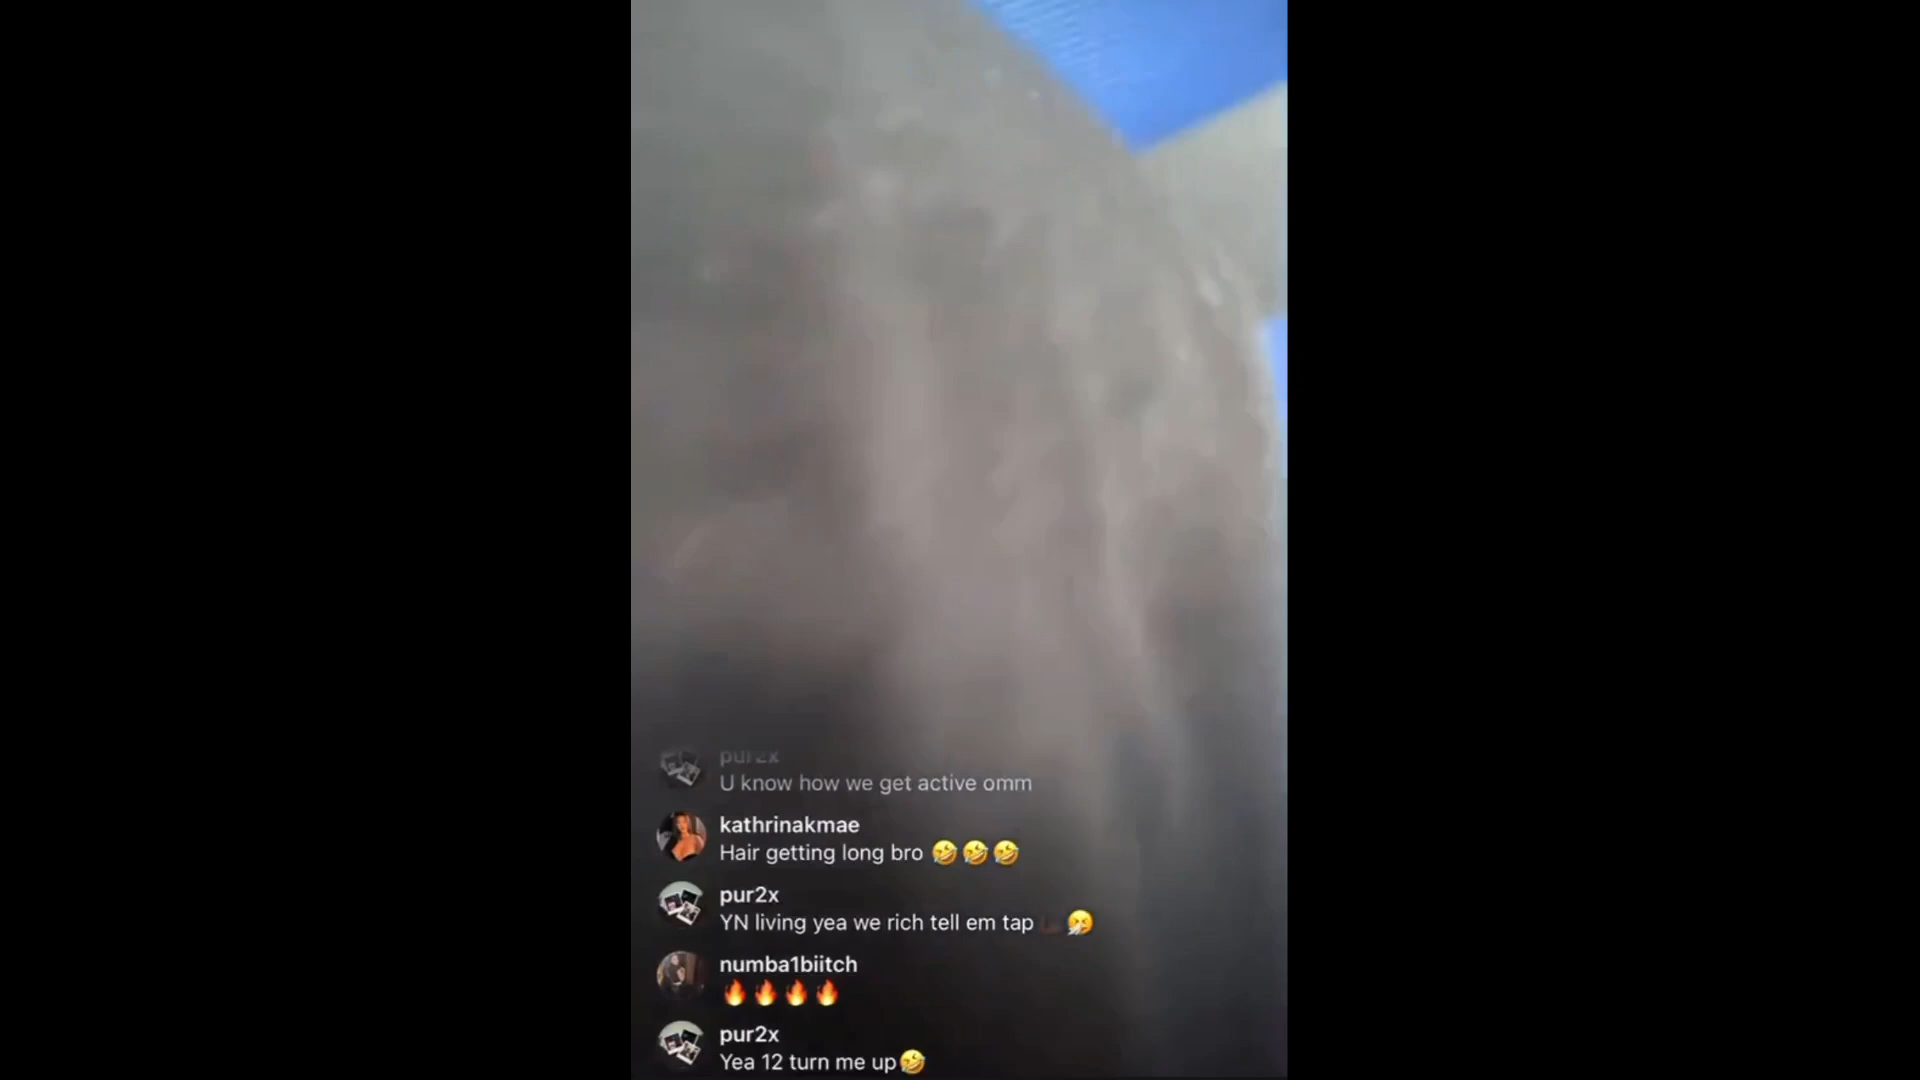 pur2x
U know how we get active omm
kathrinakmae
Hair getting long bro 🤣🤣🤣
pur2x
YN living yea we rich tell em tap 🤧
numba1biitch
🔥🔥🔥🔥
pur2x
Yea 12 turn me up🤣